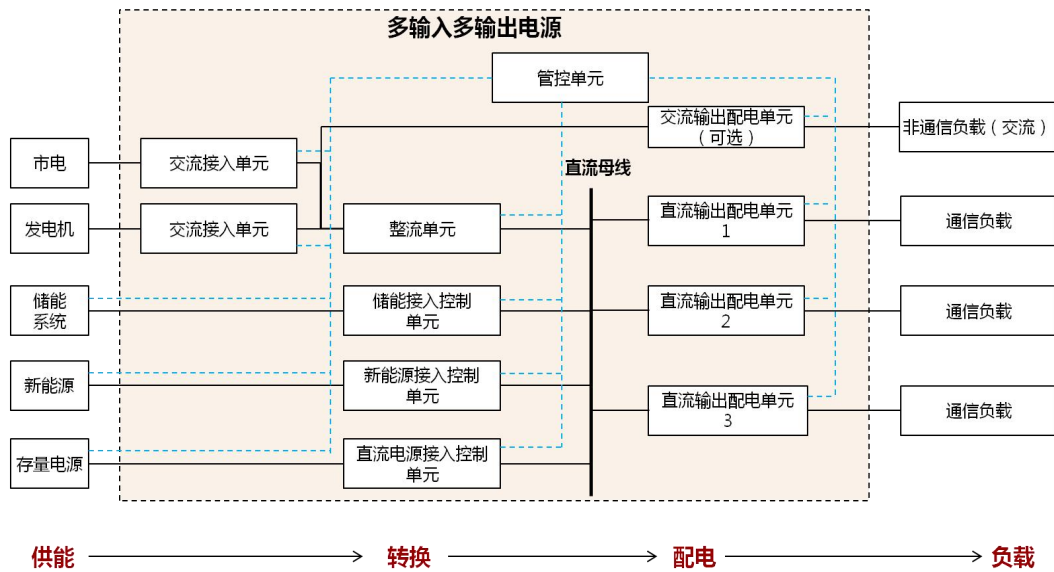 多输入多输出电源
管控单元
交流输出配电单元
（可选）
非通信负载（交流）
市电
交流接入单元
直流母线
发电机
交流接入单元
整流单元
直流输出配电单元
1
通信负载
储能
系统
储能接入控制
单元
直流输出配电单元
2
通信负载
新能源
新能源接入控制
单元
直流输出配电单元
3
通信负载
存量电源
直流电源接入控制
单元
供能
转换
配电
负载